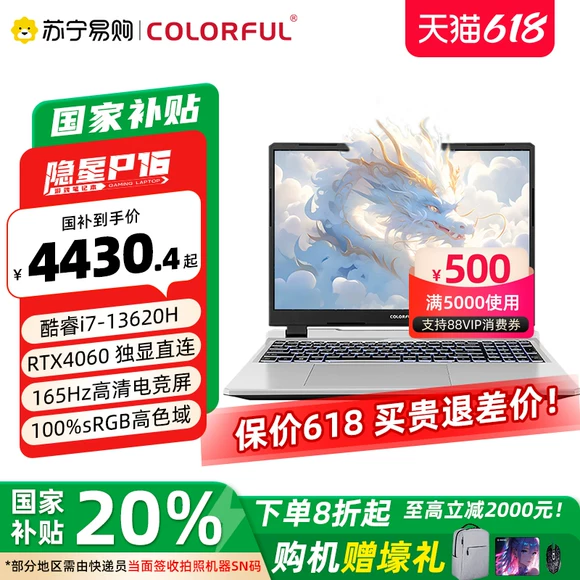 苏宁易购 COLORFUL®
天猫618
国家补贴
隐星P16
游戏笔记本 GAMING LAPTOP
国补到手价
¥4430.4起
酷睿i7-13620H
RTX4060 独显直连
165Hz高清电竞屏
100%sRGB高色域
¥500
满5000使用
支持88VIP消费券
COLORFUL
保价618 买贵退差价！
国家补贴 20%
下单8折起 至高立减2000元！
购机赠壕礼
*部分地区需由快递员当面签收拍照机器SN码